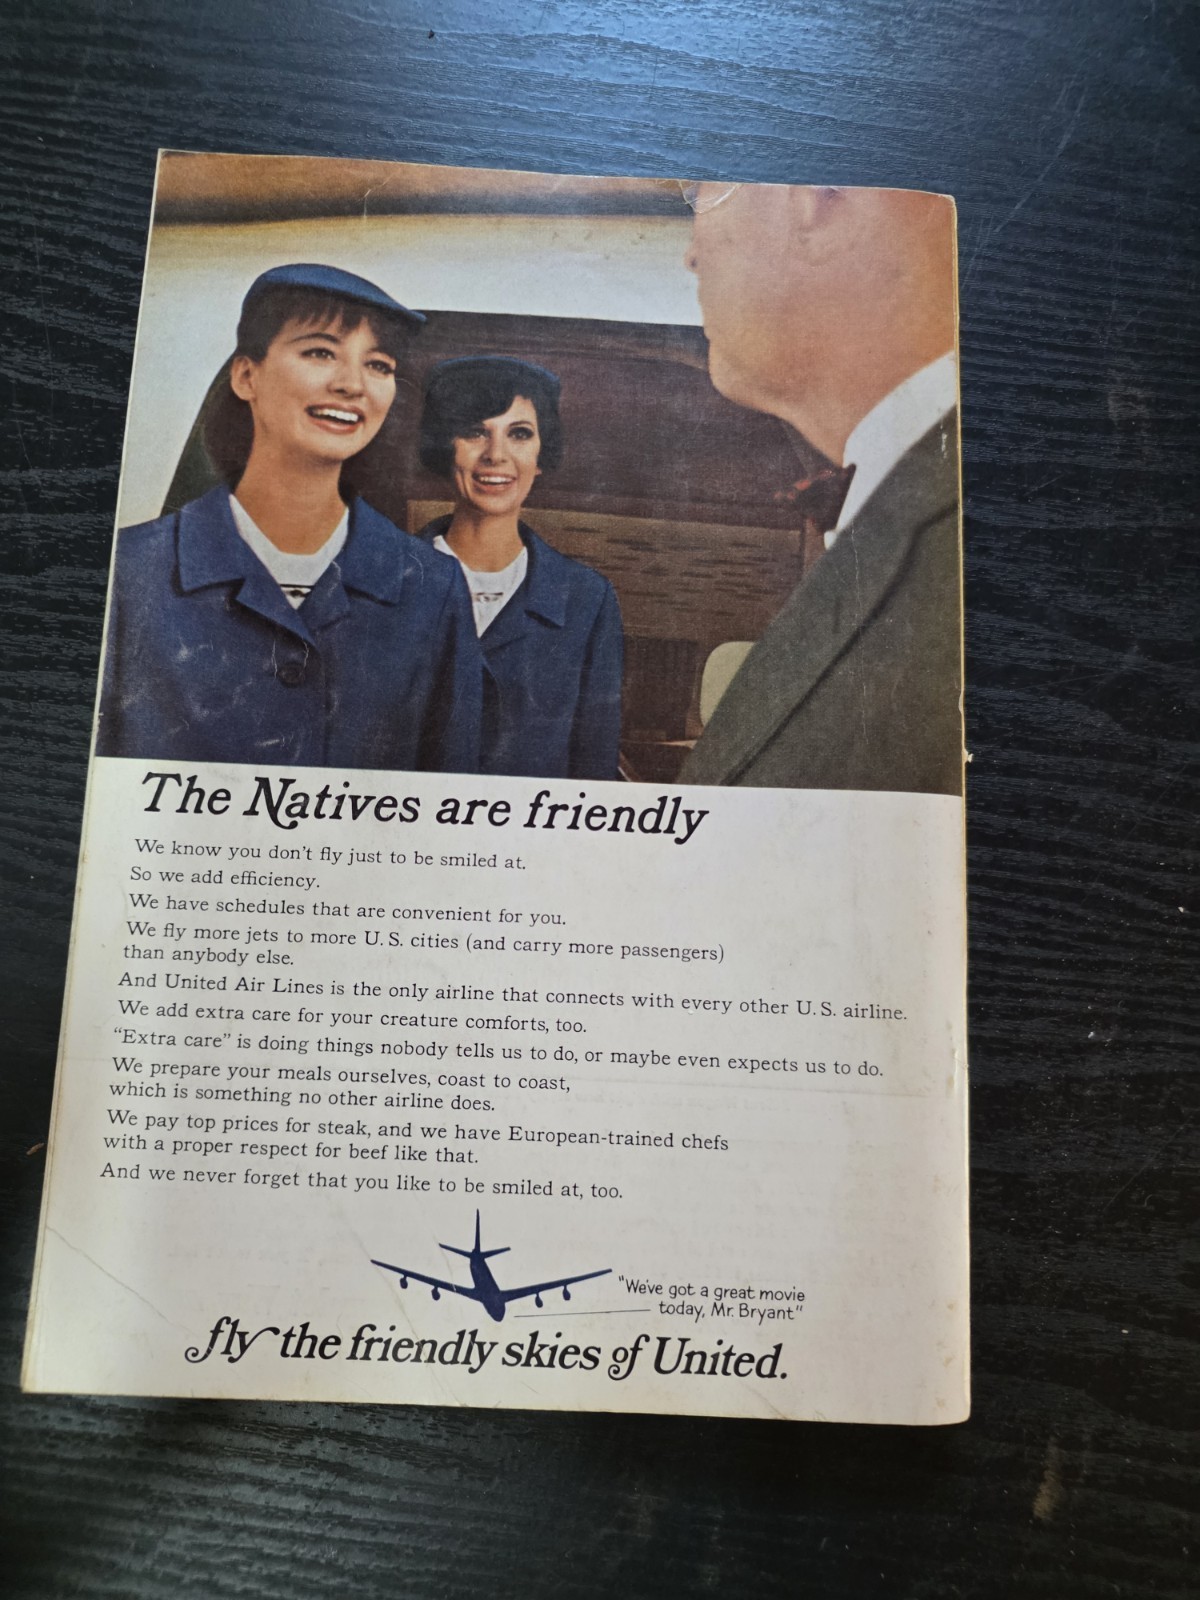 The Natives are friendly
We know you don't fly just to be smiled at.
So we add efficiency.
We have schedules that are convenient for you.
We fly more jets to more U. S. cities (and carry more passengers)
than anybody else.
And United Air Lines is the only airline that connects with every other U. S. airline.
We add extra care for your creature comforts, too.
“Extra care” is doing things nobody tells us to do, or maybe even expects us to do.
We prepare your meals ourselves, coast to coast,
which is something no other airline does.
We pay top prices for steak, and we have European-trained chefs
with a proper respect for beef like that.
And we never forget that you like to be smiled at, too.
"We've got a great movie
today, Mr. Bryant"
fly the friendly skies of United.